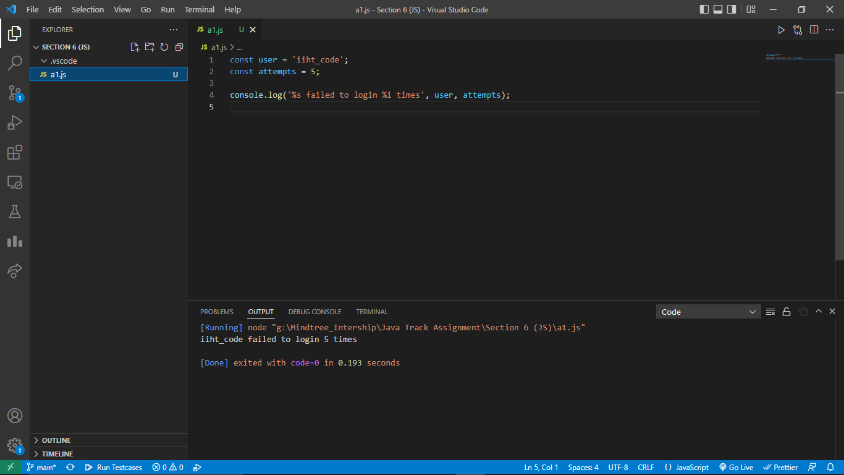 File Edit Selection View Go Run Terminal Help
a1.js - Section 6 (JS) - Visual Studio Code
EXPLORER
SECTION 6 (JS)
.vscode
JS a1.js U
1
1
OUTLINE
TIMELINE
JS a1.js U
JS a1.js > ...
1 const user = 'iiht_code';
2 const attempts = 5;
3
4 console.log('%s failed to login %i times', user, attempts);
5
PROBLEMS OUTPUT DEBUG CONSOLE TERMINAL
Code
[Running] node "g:\Mindtree_Intership\Java Track Assignment\Section 6 (JS)\a1.js"
iiht_code failed to login 5 times
[Done] exited with code=0 in 0.193 seconds
main* Run Testcases 0 0 Ln 5, Col 1 Spaces: 4 UTF-8 CRLF JavaScript Go Live Prettier